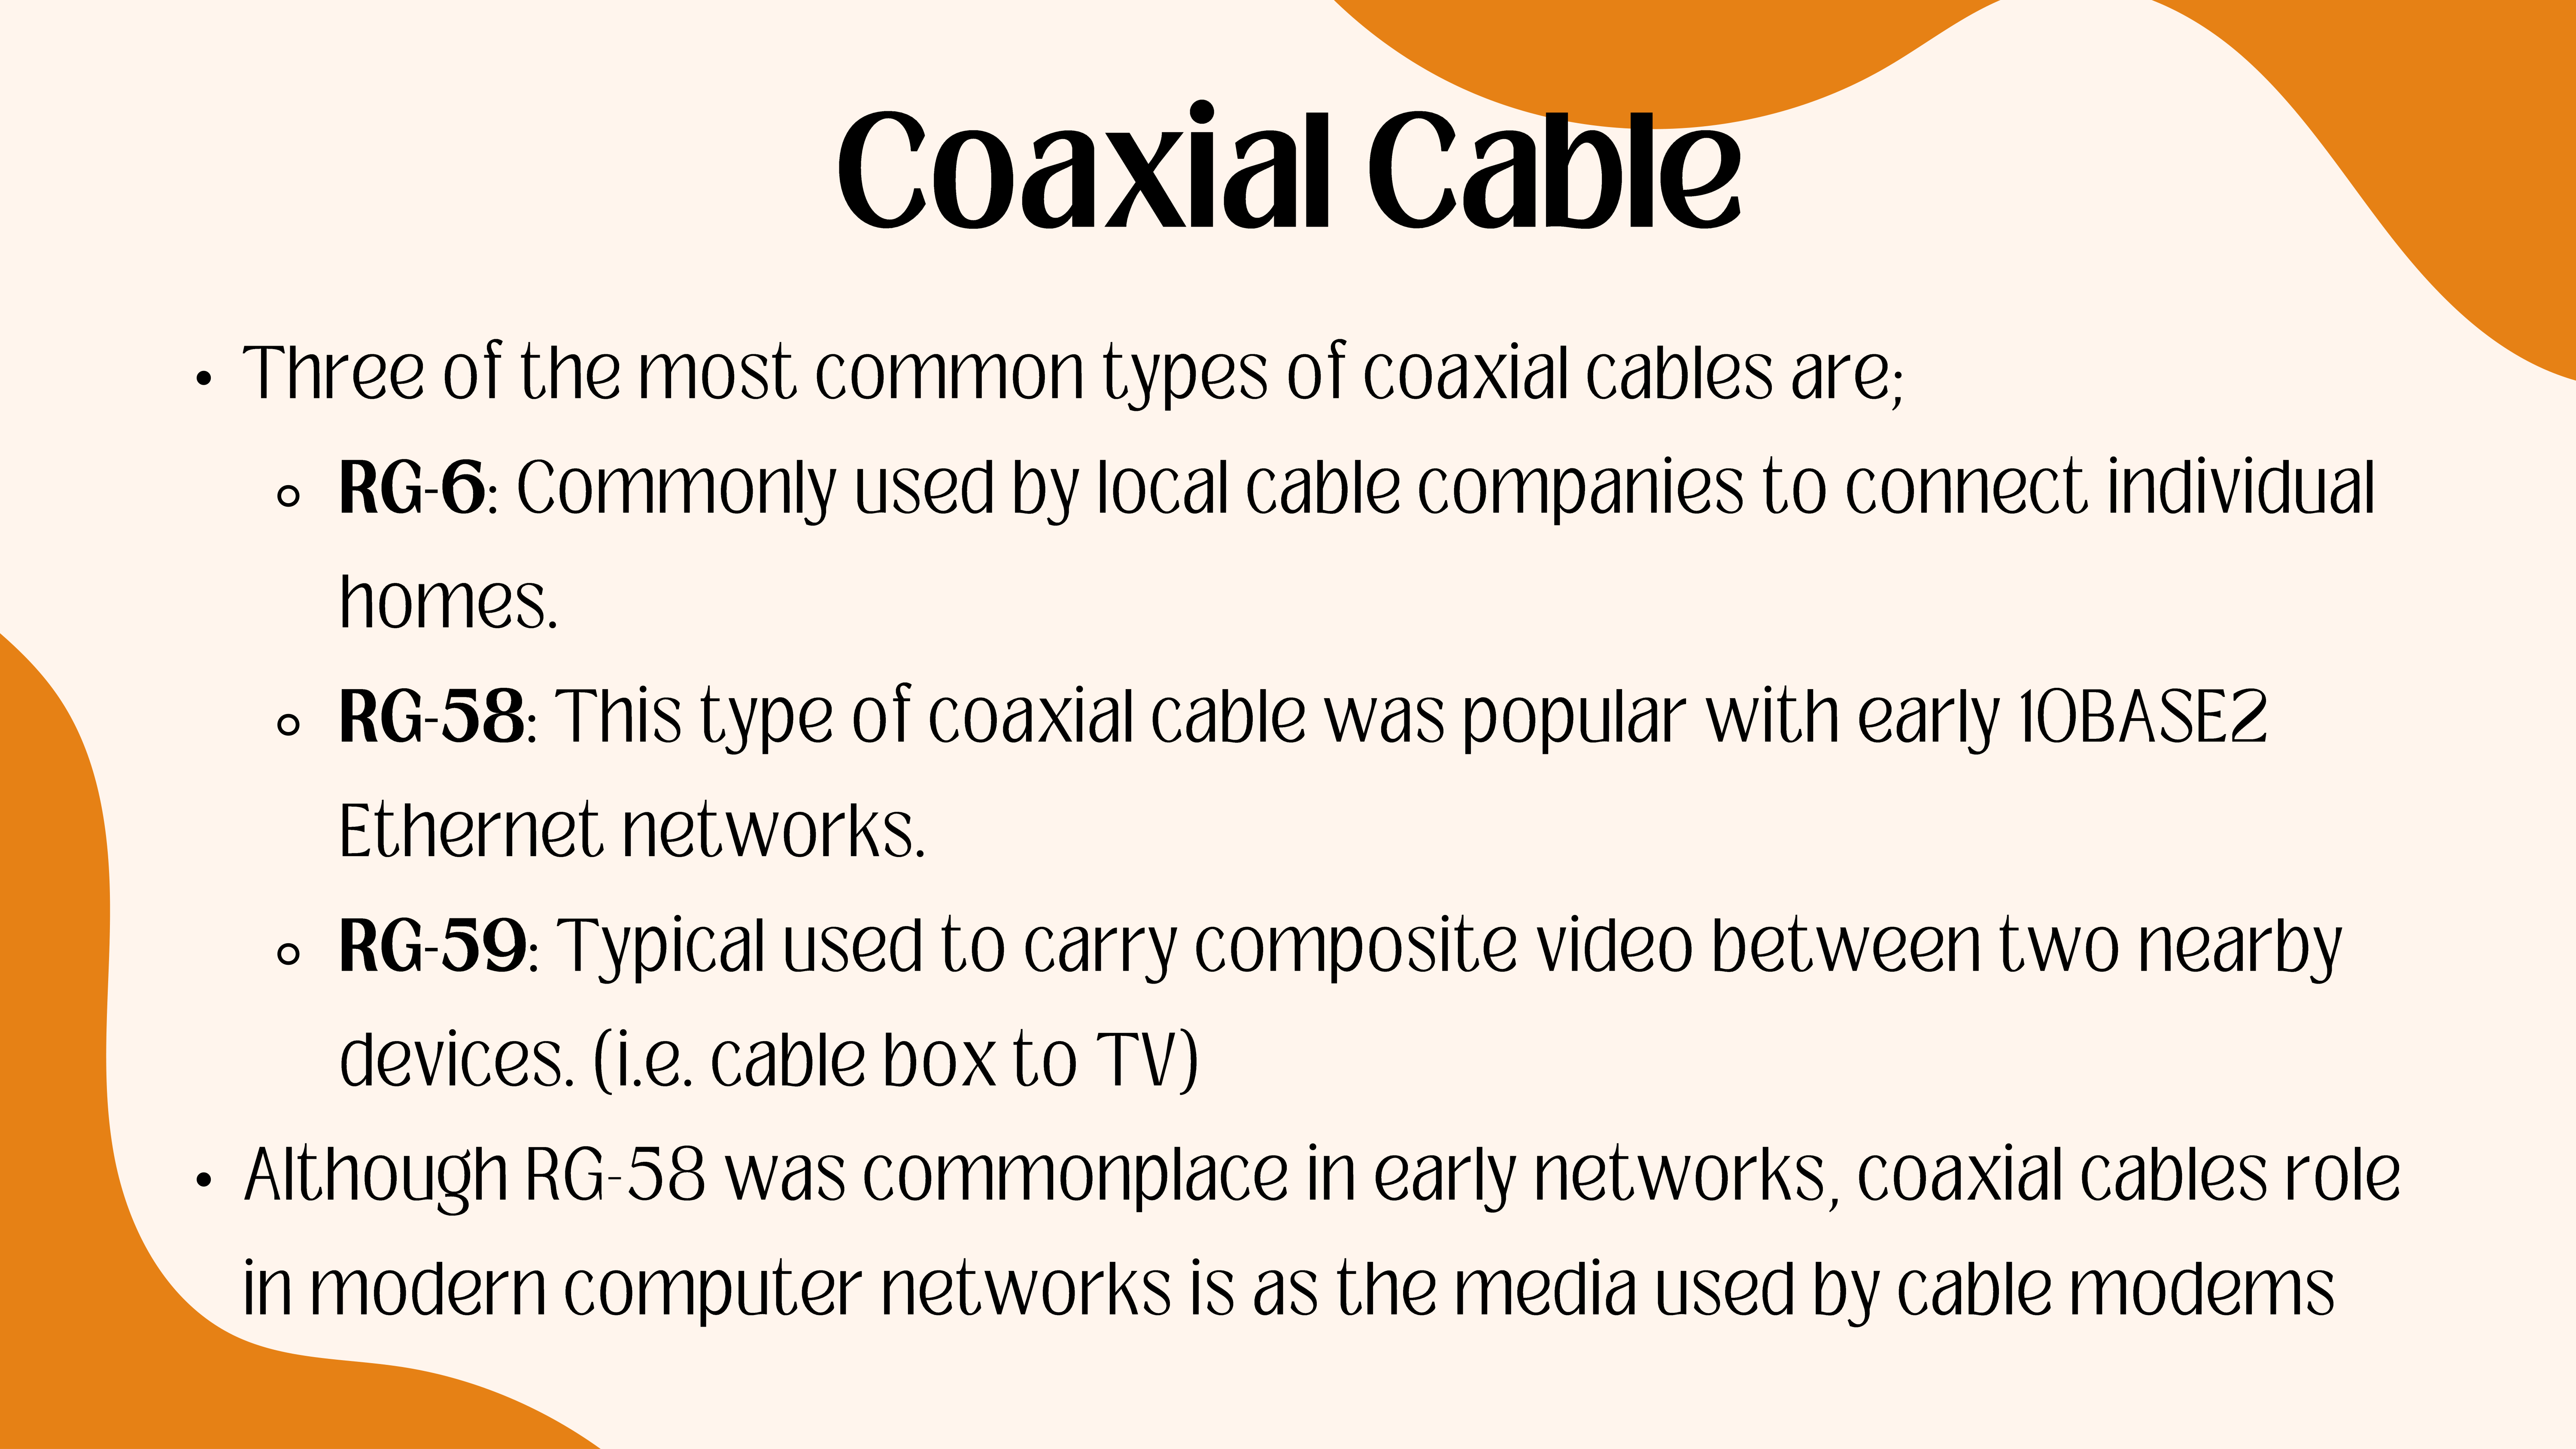 Coaxial Cable
• Three of the most common types of coaxial cables are;
◦ RG-6: Commonly used by local cable companies to connect individual
homes.
◦ RG-58: This type of coaxial cable was popular with early 10BASE2
Ethernet networks.
◦ RG-59: Typical used to carry composite video between two nearby
devices. (i.e. cable box to TV)
• Although RG-58 was commonplace in early networks, coaxial cables role
in modern computer networks is as the media used by cable modems